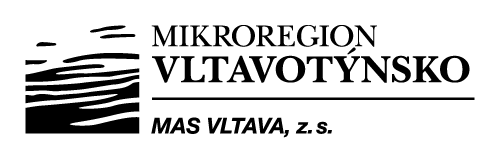 MIKROREGION
VLTAVOTÝNSKO
MAS VLTAVA, z. s.